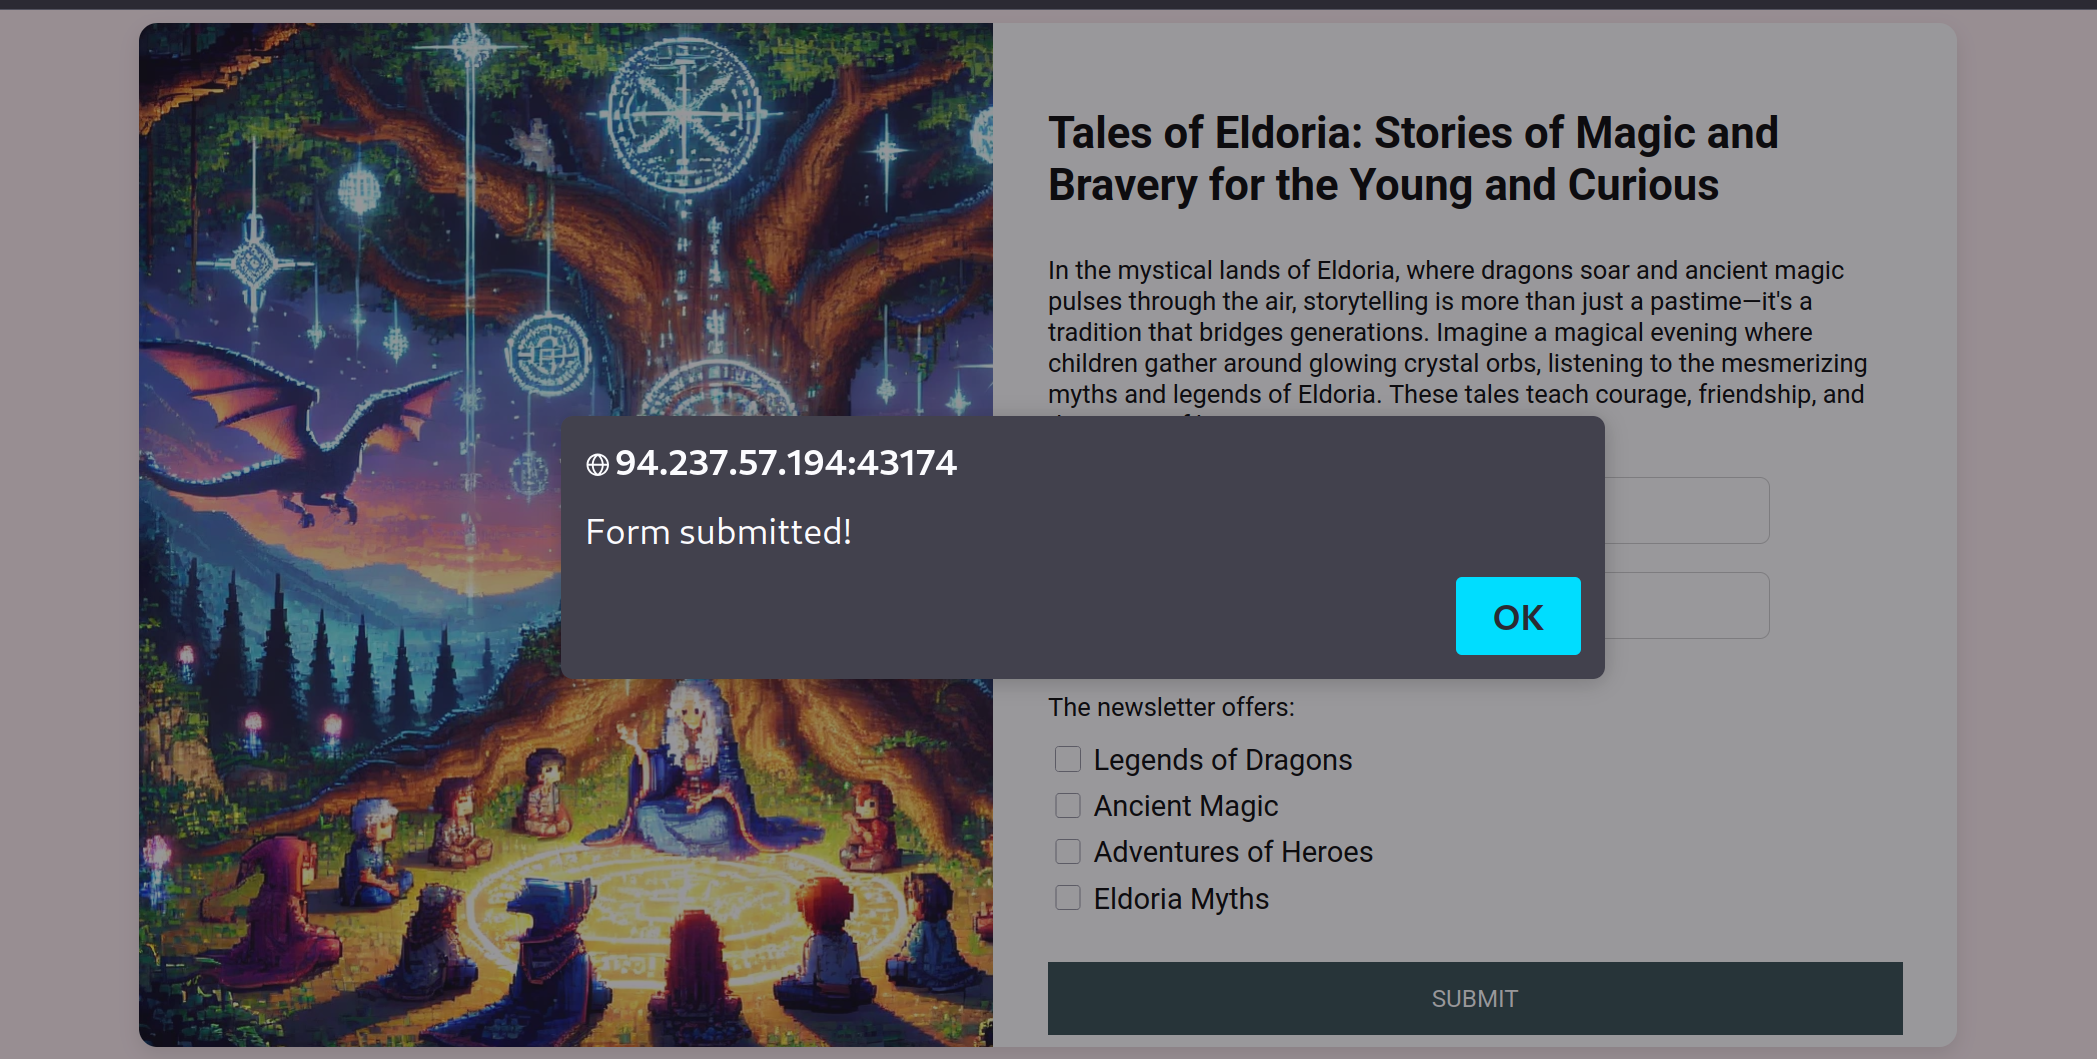 Tales of Eldoria: Stories of Magic and
Bravery for the Young and Curious
In the mystical lands of Eldoria, where dragons soar and ancient magic
pulses through the air, storytelling is more than just a pastime—it's a
tradition that bridges generations. Imagine a magical evening where
children gather around glowing crystal orbs, listening to the mesmerizing
myths and legends of Eldoria. These tales teach courage, friendship, and
94.237.57.194:43174
Form submitted!
OK
The newsletter offers:
Legends of Dragons
Ancient Magic
Adventures of Heroes
Eldoria Myths
SUBMIT